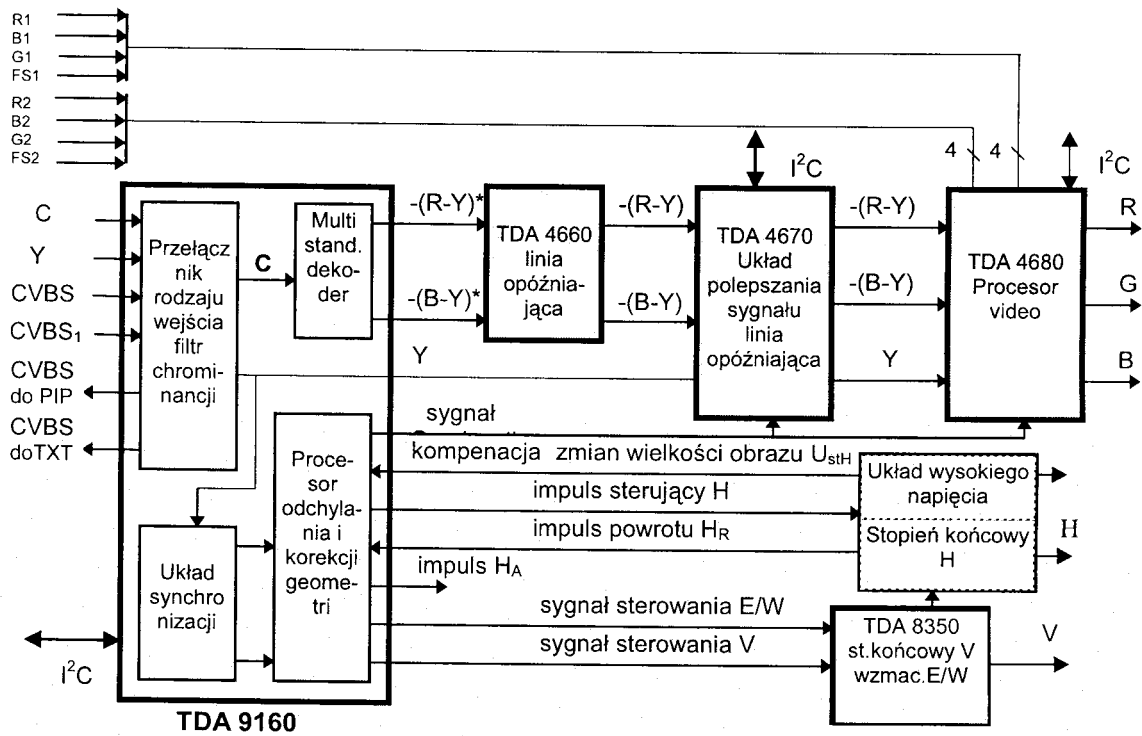 R1
B1
G1
FS1
R2
B2
G2
FS2
4
4
I²C
I²C
C
Y
CVBS
CVBS₁
CVBS
do PIP
CVBS
doTXT
Przełącz
nik
rodzaju
wejścia
filtr
chromi-
nancji
C
Multi
stand.
deko-
der
-(R-Y)*
-(B-Y)*
TDA 4660
linia
opóźnia-
jąca
-(R-Y)
-(B-Y)
TDA 4670
Układ
polepszania
sygnału
linia
opóźniająca
-(R-Y)
-(B-Y)
Y
Y
TDA 4680
Procesor
video
R
G
B
sygnał
kompenacja zmian wielkości obrazu UstH
impuls sterujący H
impuls powrotu HR
impuls HA
sygnał sterowania E/W
sygnał sterowania V
Proce-
sor
odchyla-
nia i
korekcji
geome-
tri
Układ
synchro
nizacji
I²C
TDA 9160
Układ wysokiego
napięcia
Stopień końcowy
H
H
TDA 8350
st.końcowy V
wzmac.E/W
V